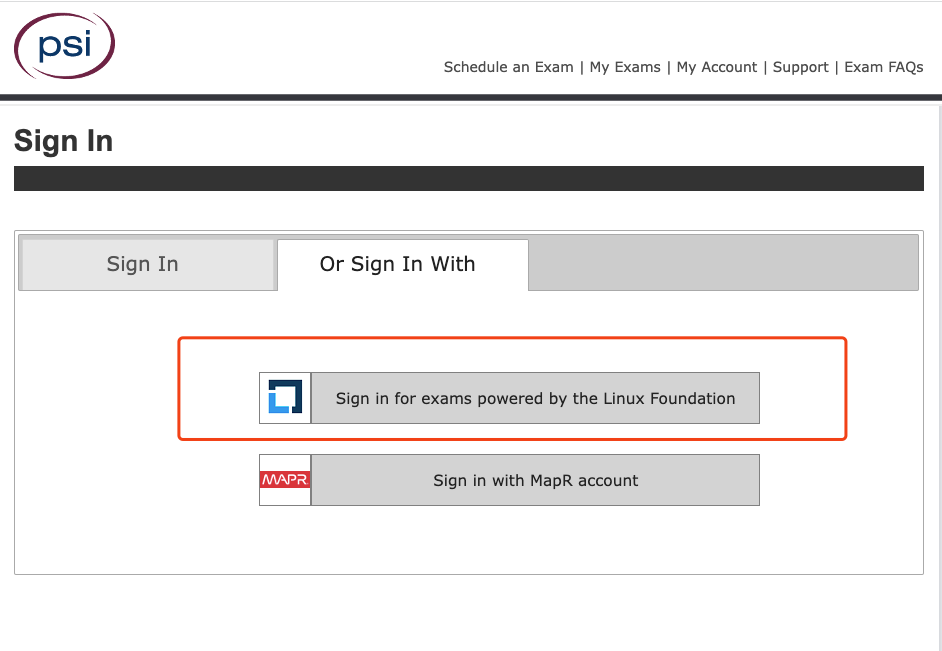 psi
Schedule an Exam | My Exams | My Account | Support | Exam FAQs
Sign In
Sign In
Or Sign In With
Sign in for exams powered by the Linux Foundation
MAPR
Sign in with MapR account